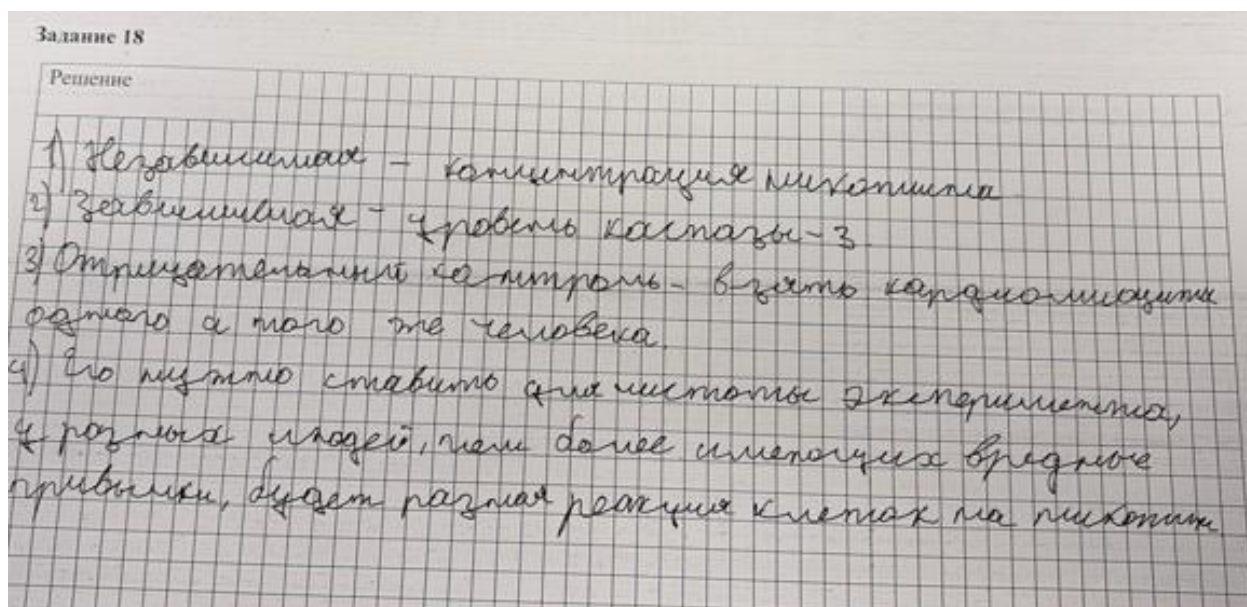 Задание 18
Решение
1) Независимая - концентрация никотина
2) Зависимая - уровень каспазы-3
3) Отрицательный контроль - взять кардиомиоциты
одного и того же человека.
4) Его нужно ставить для чистоты эксперимента,
у разных людей, тем более имеющих вредные
привычки, будет разная реакция клеток на никотин.